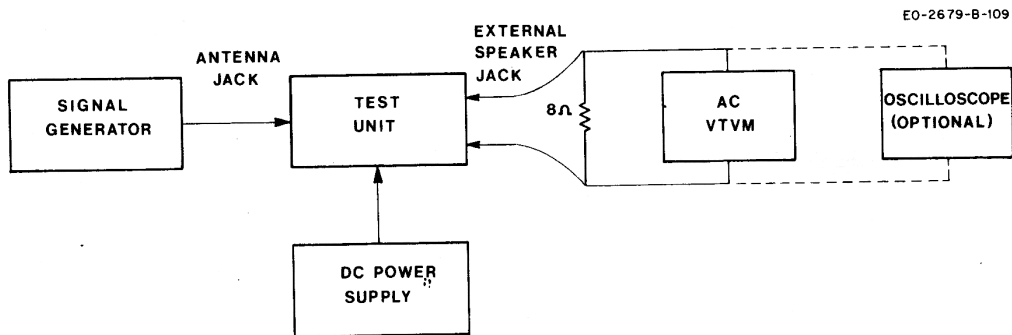 EO-2679-B-109
ANTENNA
JACK
EXTERNAL
SPEAKER
JACK
SIGNAL
GENERATOR
TEST
UNIT
8Ω
AC
VTVM
OSCILLOSCOPE
(OPTIONAL)
DC POWER
SUPPLY